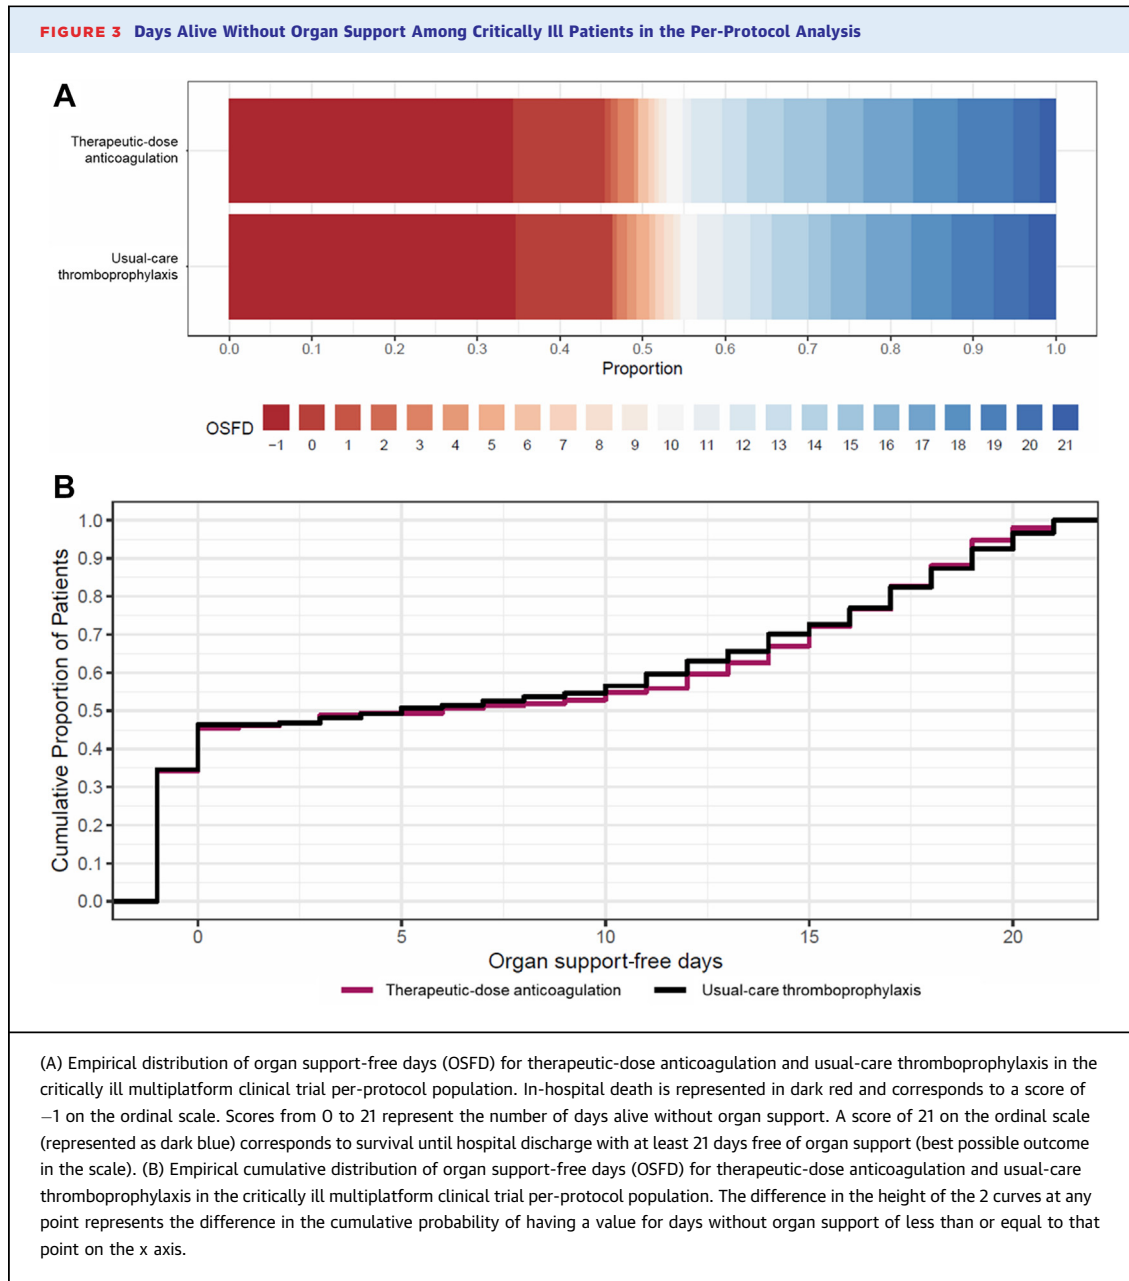 FIGURE 3 Days Alive Without Organ Support Among Critically Ill Patients in the Per-Protocol Analysis
A
Therapeutic-dose
anticoagulation
Usual-care
thromboprophylaxis
0.0 0.1 0.2 0.3 0.4 0.5 0.6 0.7 0.8 0.9 1.0
Proportion
OSFD
−1 0 1 2 3 4 5 6 7 8 9 10 11 12 13 14 15 16 17 18 19 20 21
B
Cumulative Proportion of Patients
1.0
0.9
0.8
0.7
0.6
0.5
0.4
0.3
0.2
0.1
0.0
0 5 10 15 20
Organ support-free days
Therapeutic-dose anticoagulation Usual-care thromboprophylaxis
(A) Empirical distribution of organ support-free days (OSFD) for therapeutic-dose anticoagulation and usual-care thromboprophylaxis in the
critically ill multiplatform clinical trial per-protocol population. In-hospital death is represented in dark red and corresponds to a score of
−1 on the ordinal scale. Scores from 0 to 21 represent the number of days alive without organ support. A score of 21 on the ordinal scale
(represented as dark blue) corresponds to survival until hospital discharge with at least 21 days free of organ support (best possible outcome
in the scale). (B) Empirical cumulative distribution of organ support-free days (OSFD) for therapeutic-dose anticoagulation and usual-care
thromboprophylaxis in the critically ill multiplatform clinical trial per-protocol population. The difference in the height of the 2 curves at any
point represents the difference in the cumulative probability of having a value for days without organ support of less than or equal to that
point on the x axis.